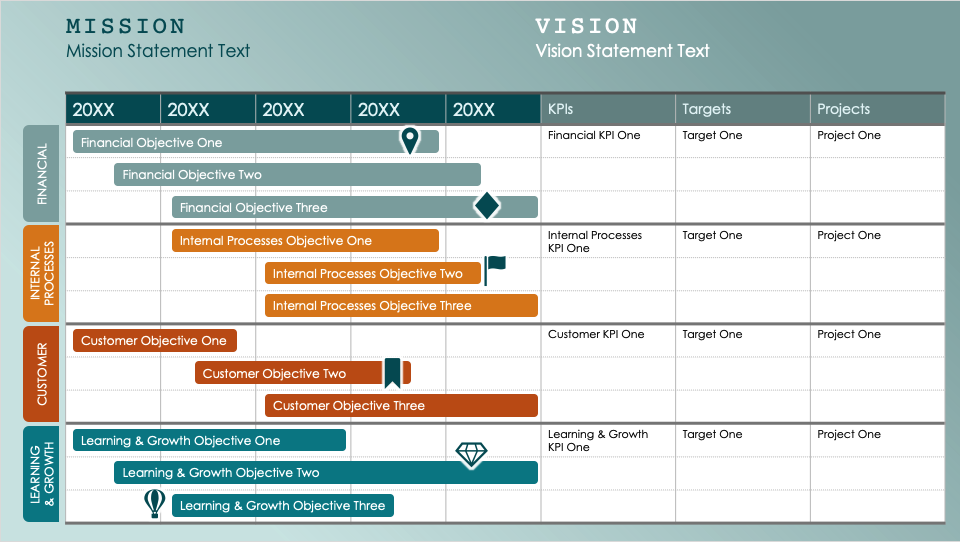 MISSION
Mission Statement Text
VISION
Vision Statement Text
20XX 20XX 20XX 20XX 20XX KPIs Targets Projects
FINANCIAL
Financial Objective One
Financial KPI One
Target One
Project One
Financial Objective Two
Financial Objective Three
INTERNAL
PROCESSES
Internal Processes Objective One
Internal Processes
KPI One
Target One
Project One
Internal Processes Objective Two
Internal Processes Objective Three
CUSTOMER
Customer Objective One
Customer KPI One
Target One
Project One
Customer Objective Two
Customer Objective Three
LEARNING
& GROWTH
Learning & Growth Objective One
Learning & Growth
KPI One
Target One
Project One
Learning & Growth Objective Two
Learning & Growth Objective Three